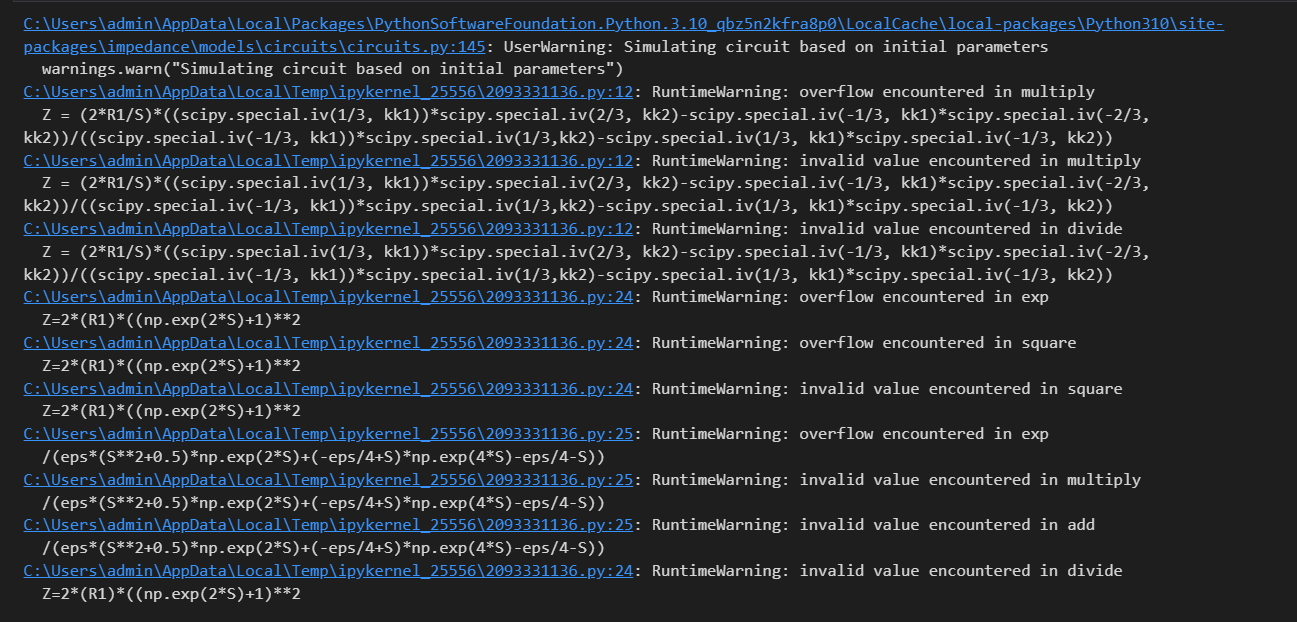 C:\Users\admin\AppData\Local\Packages\PythonSoftwareFoundation.Python.3.10_qbz5n2kfra8p0\LocalCache\local-packages\Python310\site-
packages\impedance\models\circuits\circuits.py:145: UserWarning: Simulating circuit based on initial parameters
  warnings.warn("Simulating circuit based on initial parameters")
C:\Users\admin\AppData\Local\Temp\ipykernel_25556\2093331136.py:12: RuntimeWarning: overflow encountered in multiply
  Z = (2*R1/S)*((scipy.special.iv(1/3, kk1))*scipy.special.iv(2/3, kk2)-scipy.special.iv(-1/3, kk1)*scipy.special.iv(-2/3,
kk2))/((scipy.special.iv(-1/3, kk1))*scipy.special.iv(1/3,kk2)-scipy.special.iv(1/3, kk1)*scipy.special.iv(-1/3, kk2))
C:\Users\admin\AppData\Local\Temp\ipykernel_25556\2093331136.py:12: RuntimeWarning: invalid value encountered in multiply
  Z = (2*R1/S)*((scipy.special.iv(1/3, kk1))*scipy.special.iv(2/3, kk2)-scipy.special.iv(-1/3, kk1)*scipy.special.iv(-2/3,
kk2))/((scipy.special.iv(-1/3, kk1))*scipy.special.iv(1/3,kk2)-scipy.special.iv(1/3, kk1)*scipy.special.iv(-1/3, kk2))
C:\Users\admin\AppData\Local\Temp\ipykernel_25556\2093331136.py:12: RuntimeWarning: invalid value encountered in divide
  Z = (2*R1/S)*((scipy.special.iv(1/3, kk1))*scipy.special.iv(2/3, kk2)-scipy.special.iv(-1/3, kk1)*scipy.special.iv(-2/3,
kk2))/((scipy.special.iv(-1/3, kk1))*scipy.special.iv(1/3,kk2)-scipy.special.iv(1/3, kk1)*scipy.special.iv(-1/3, kk2))
C:\Users\admin\AppData\Local\Temp\ipykernel_25556\2093331136.py:24: RuntimeWarning: overflow encountered in exp
  Z=2*(R1)*((np.exp(2*S)+1)**2
C:\Users\admin\AppData\Local\Temp\ipykernel_25556\2093331136.py:24: RuntimeWarning: overflow encountered in square
  Z=2*(R1)*((np.exp(2*S)+1)**2
C:\Users\admin\AppData\Local\Temp\ipykernel_25556\2093331136.py:24: RuntimeWarning: invalid value encountered in square
  Z=2*(R1)*((np.exp(2*S)+1)**2
C:\Users\admin\AppData\Local\Temp\ipykernel_25556\2093331136.py:25: RuntimeWarning: overflow encountered in exp
  /(eps*(S**2+0.5)*np.exp(2*S)+(-eps/4+S)*np.exp(4*S)-eps/4-S))
C:\Users\admin\AppData\Local\Temp\ipykernel_25556\2093331136.py:25: RuntimeWarning: invalid value encountered in multiply
  /(eps*(S**2+0.5)*np.exp(2*S)+(-eps/4+S)*np.exp(4*S)-eps/4-S))
C:\Users\admin\AppData\Local\Temp\ipykernel_25556\2093331136.py:25: RuntimeWarning: invalid value encountered in add
  /(eps*(S**2+0.5)*np.exp(2*S)+(-eps/4+S)*np.exp(4*S)-eps/4-S))
C:\Users\admin\AppData\Local\Temp\ipykernel_25556\2093331136.py:24: RuntimeWarning: invalid value encountered in divide
  Z=2*(R1)*((np.exp(2*S)+1)**2